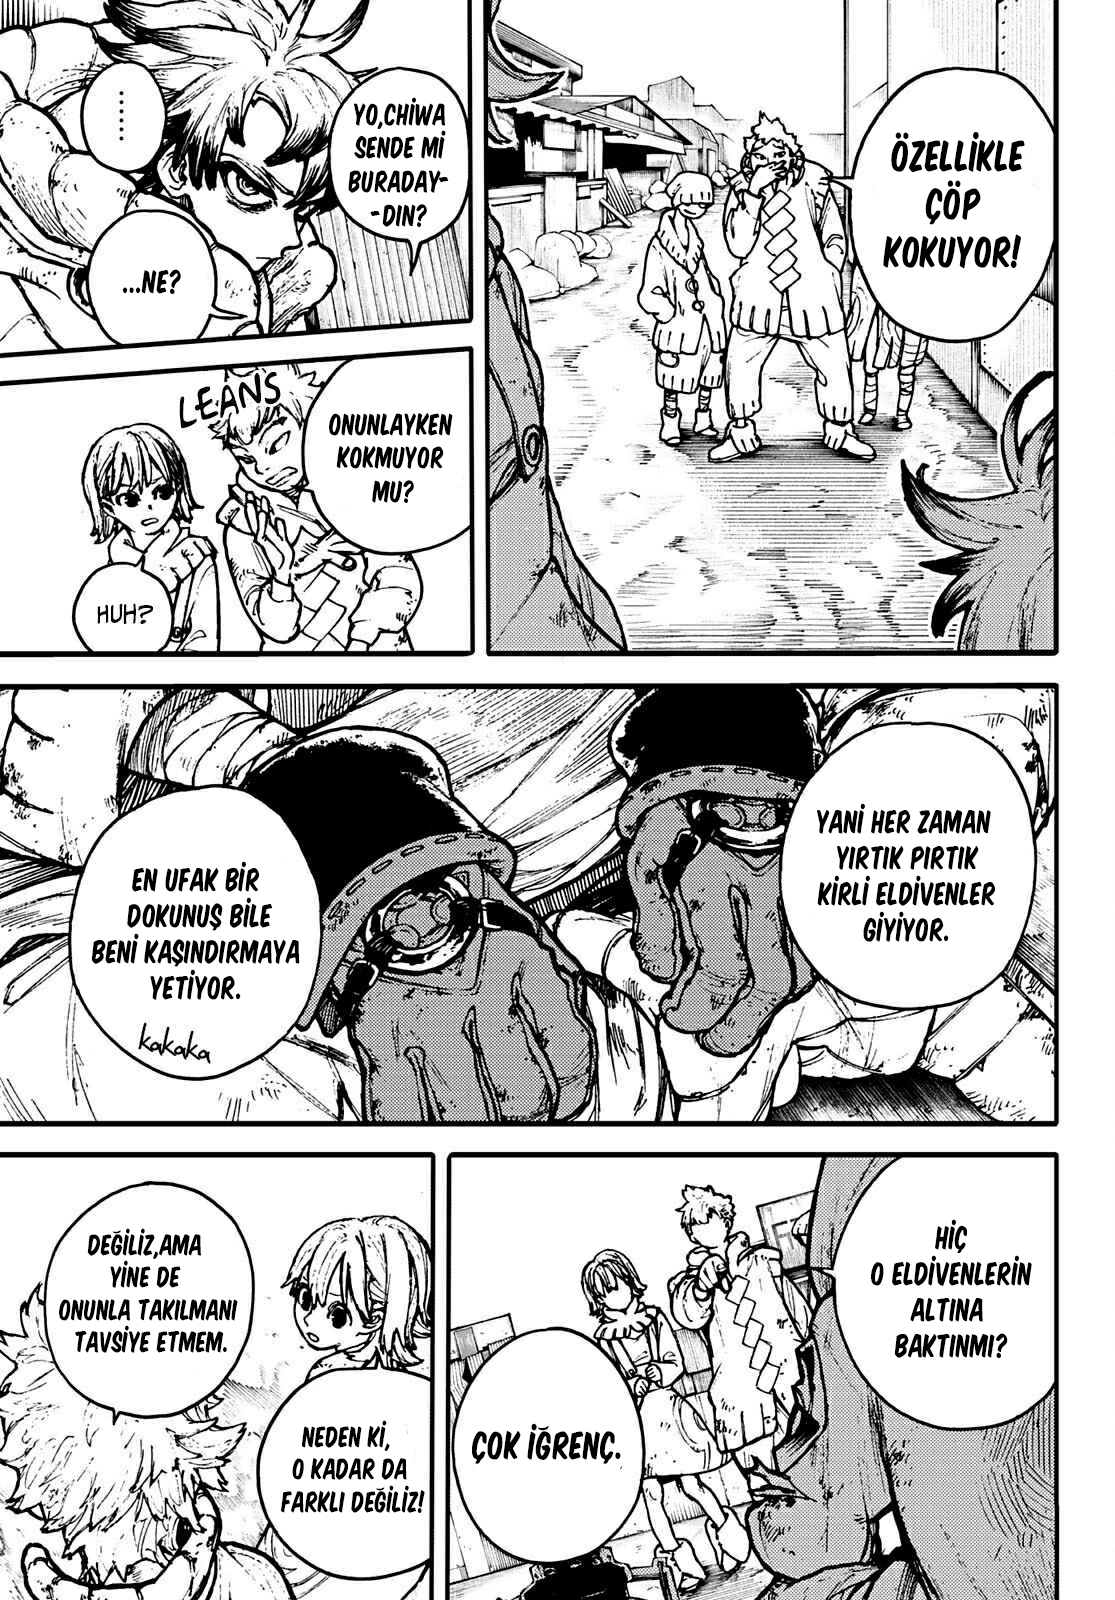 ÖZELLİKLE
ÇÖP
KOKUYOR!
YO,CHİWA
SENDE Mİ
BURADAY-
-DIN?
......
...NE?
ONUNLAYKEN
KOKMUYOR
MU?
LEANS
HUH?
YANİ HER ZAMAN
YIRTIK PIRTIK
KİRLİ ELDİVENLER
GİYİYOR.
EN UFAK BİR
DOKUNUŞ BİLE
BENİ KAŞINDIRMAYA
YETİYOR.
kakaka
HİÇ
O ELDİVENLERİN
ALTINA
BAKTINMI?
ÇOK İĞRENÇ.
NEDEN Kİ,
O KADAR DA
FARKLI DEĞİLİZ!
DEĞİLİZ,AMA
YİNE DE
ONUNLA TAKILMANI
TAVSİYE ETMEM.